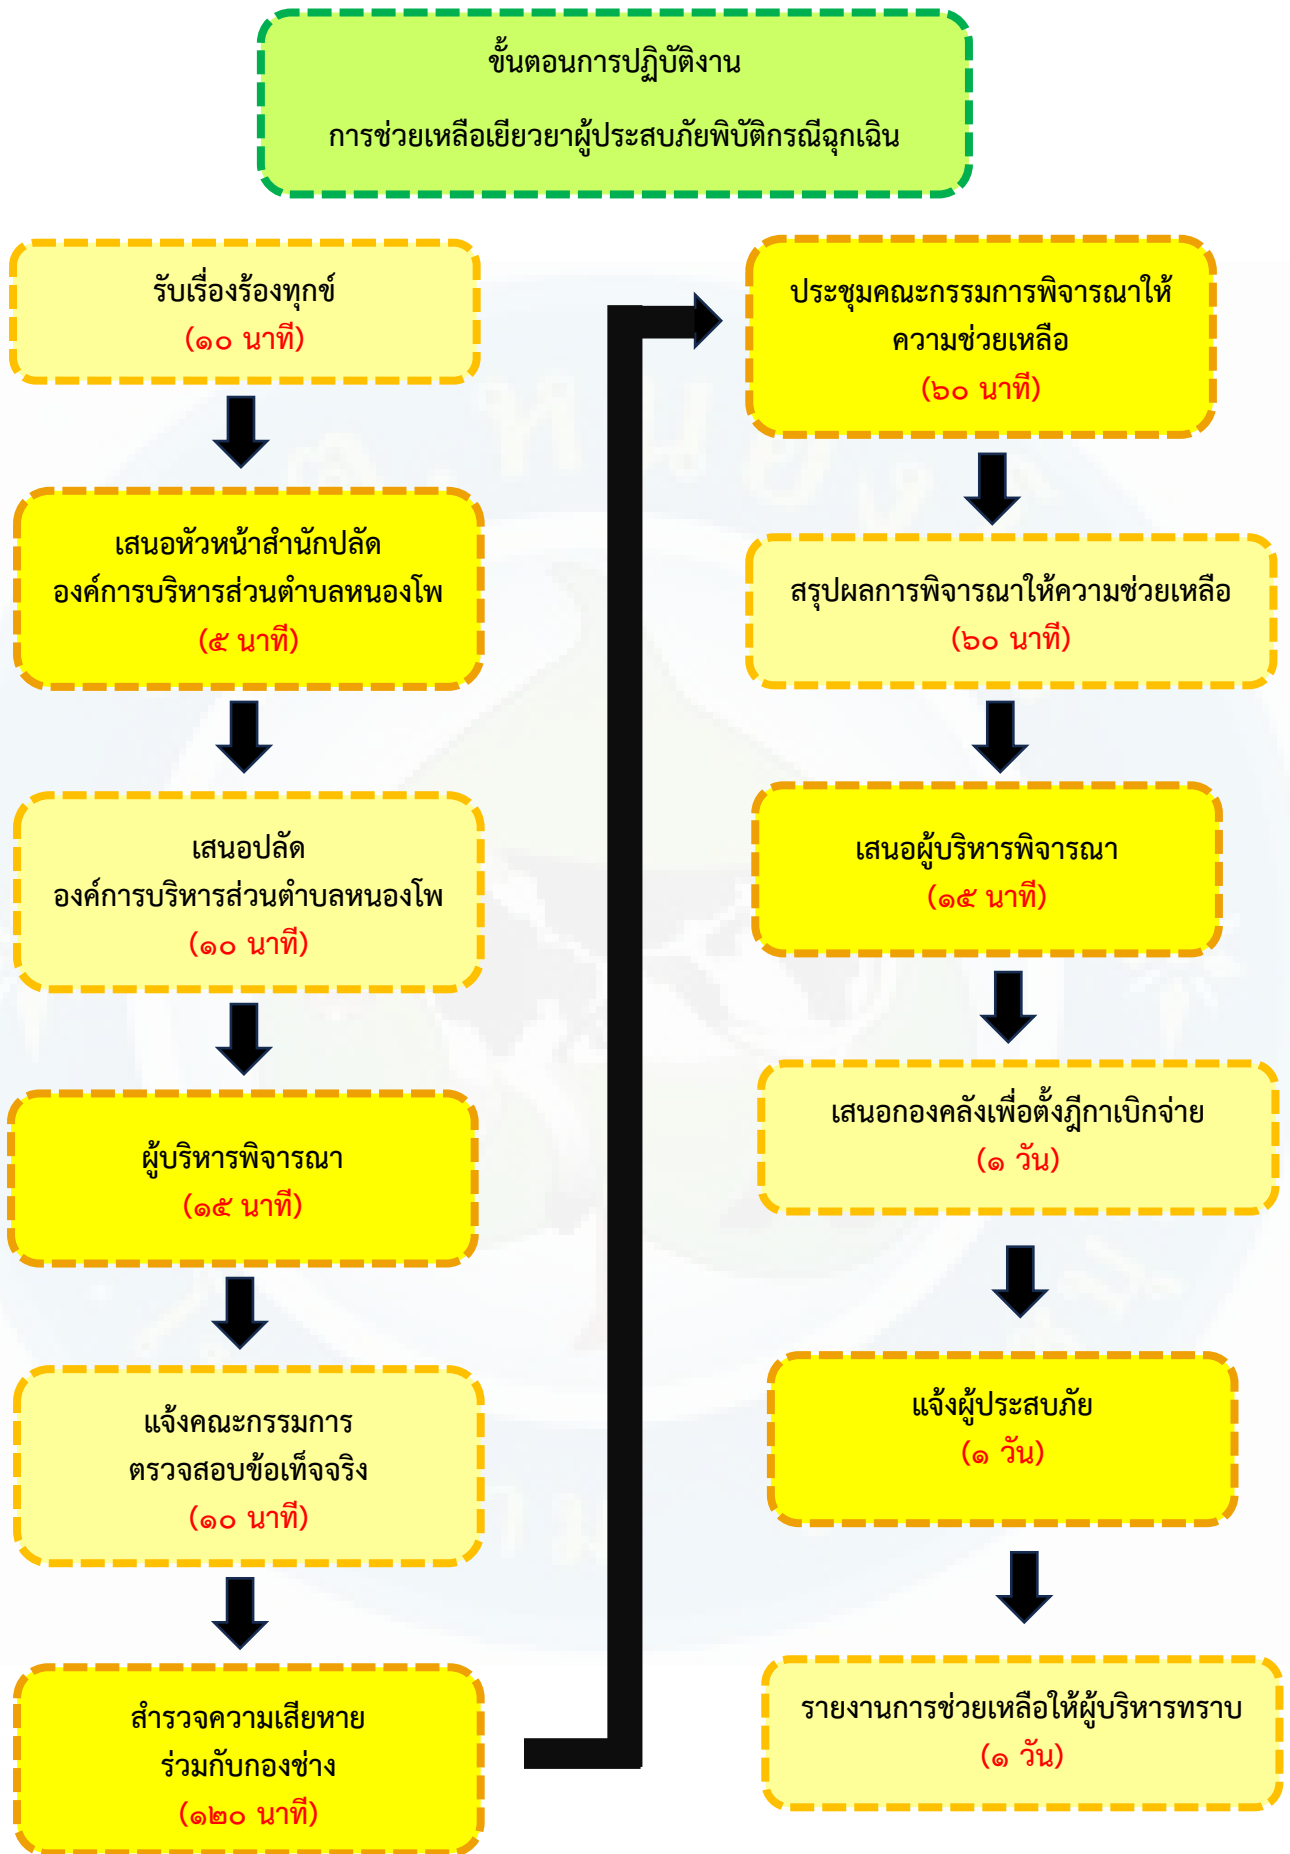 ขั้นตอนการปฏิบัติงาน
การช่วยเหลือเยียวยาผู้ประสบภัยพิบัติกรณีฉุกเฉิน
รับเรื่องร้องทุกข์
(๑๐ นาที)
เสนอหัวหน้าสำนักปลัด
องค์การบริหารส่วนตำบลหนองโพ
(๕ นาที)
เสนอปลัด
องค์การบริหารส่วนตำบลหนองโพ
(๑๐ นาที)
ผู้บริหารพิจารณา
(๑๕ นาที)
แจ้งคณะกรรมการ
ตรวจสอบข้อเท็จจริง
(๑๐ นาที)
สำรวจความเสียหาย
ร่วมกับกองช่าง
(๑๒๐ นาที)
ประชุมคณะกรรมการพิจารณาให้
ความช่วยเหลือ
(๖๐ นาที)
สรุปผลการพิจารณาให้ความช่วยเหลือ
(๖๐ นาที)
เสนอผู้บริหารพิจารณา
(๑๕ นาที)
เสนอกองคลังเพื่อตั้งฎีกาเบิกจ่าย
(๑ วัน)
แจ้งผู้ประสบภัย
(๑ วัน)
รายงานการช่วยเหลือให้ผู้บริหารทราบ
(๑ วัน)